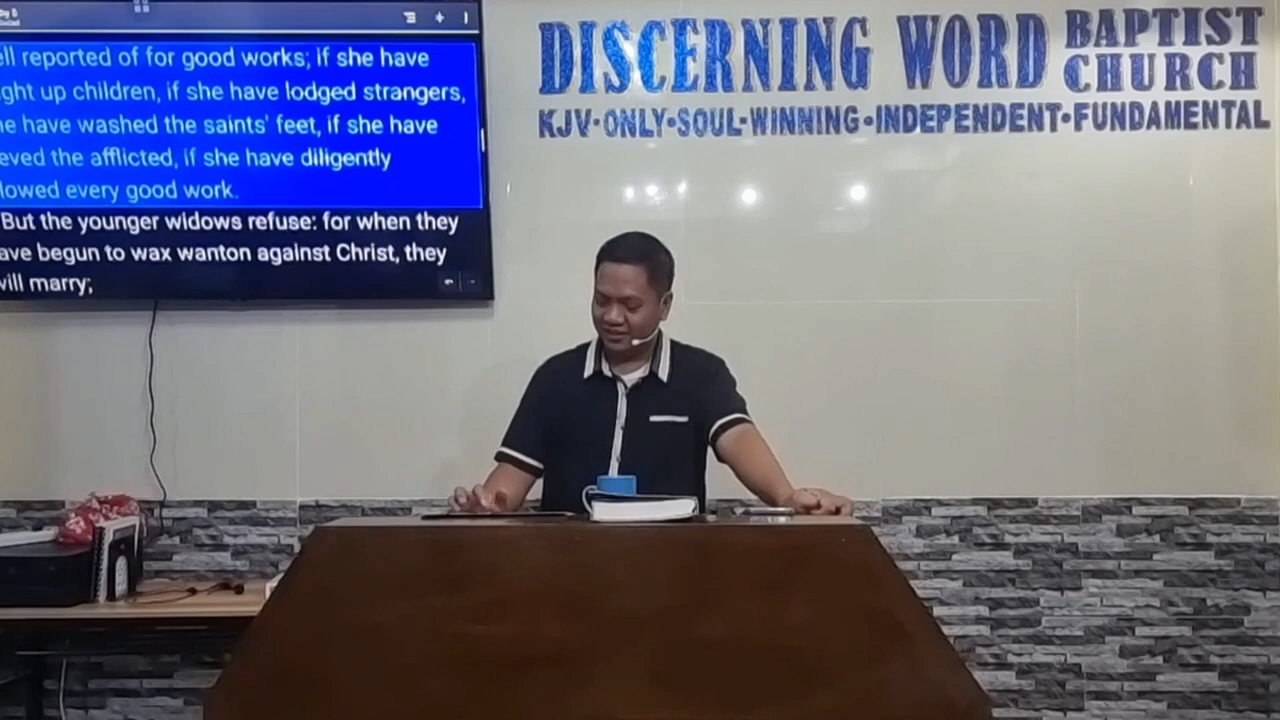 ell reported of for good works; if she have
ght up children, if she have lodged strangers,
he have washed the saints' feet, if she have
eved the afflicted, if she have diligently
lowed every good work.
But the younger widows refuse: for when they
ave begun to wax wanton against Christ, they
will marry;
DISCERNING WORD BAPTIST
CHURCH
KJV•ONLY•SOUL-WINNING•INDEPENDENT•FUNDAMENTAL